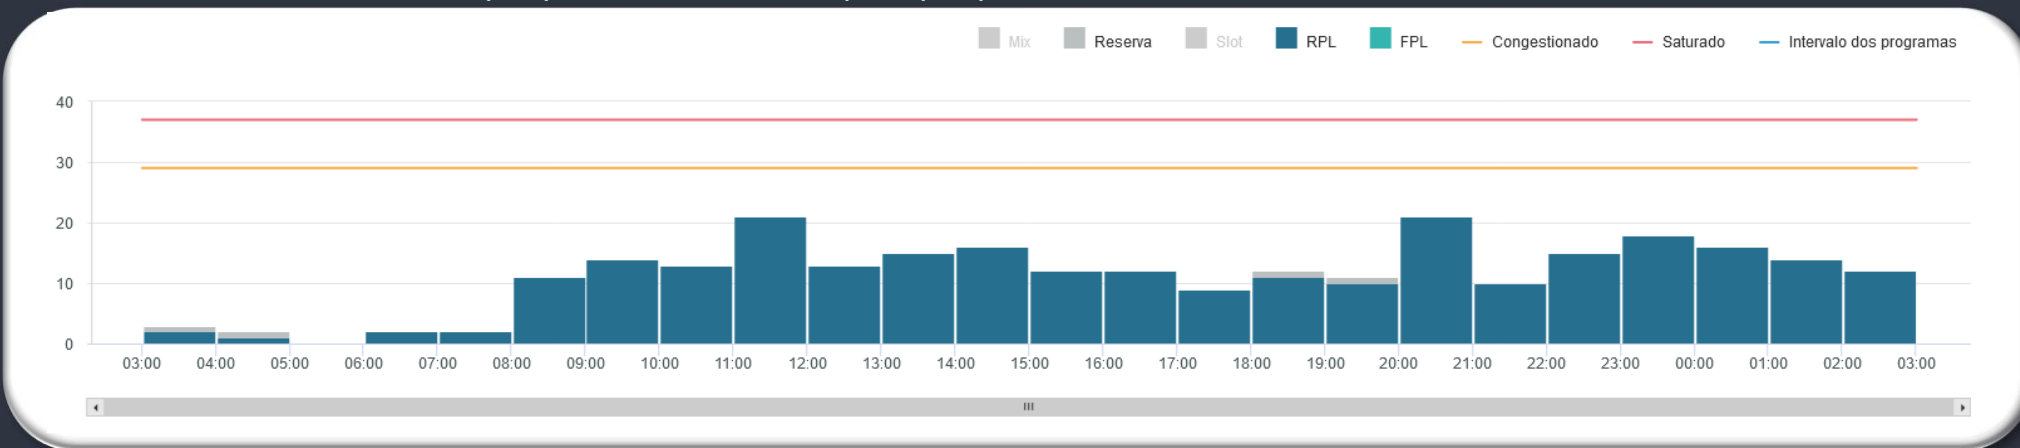 Mix Reserva Slot RPL FPL Congestionado Saturado Intervalo dos programas
40
30
20
10
0
03:00 04:00 05:00 06:00 07:00 08:00 09:00 10:00 11:00 12:00 13:00 14:00 15:00 16:00 17:00 18:00 19:00 20:00 21:00 22:00 23:00 00:00 01:00 02:00 03:00